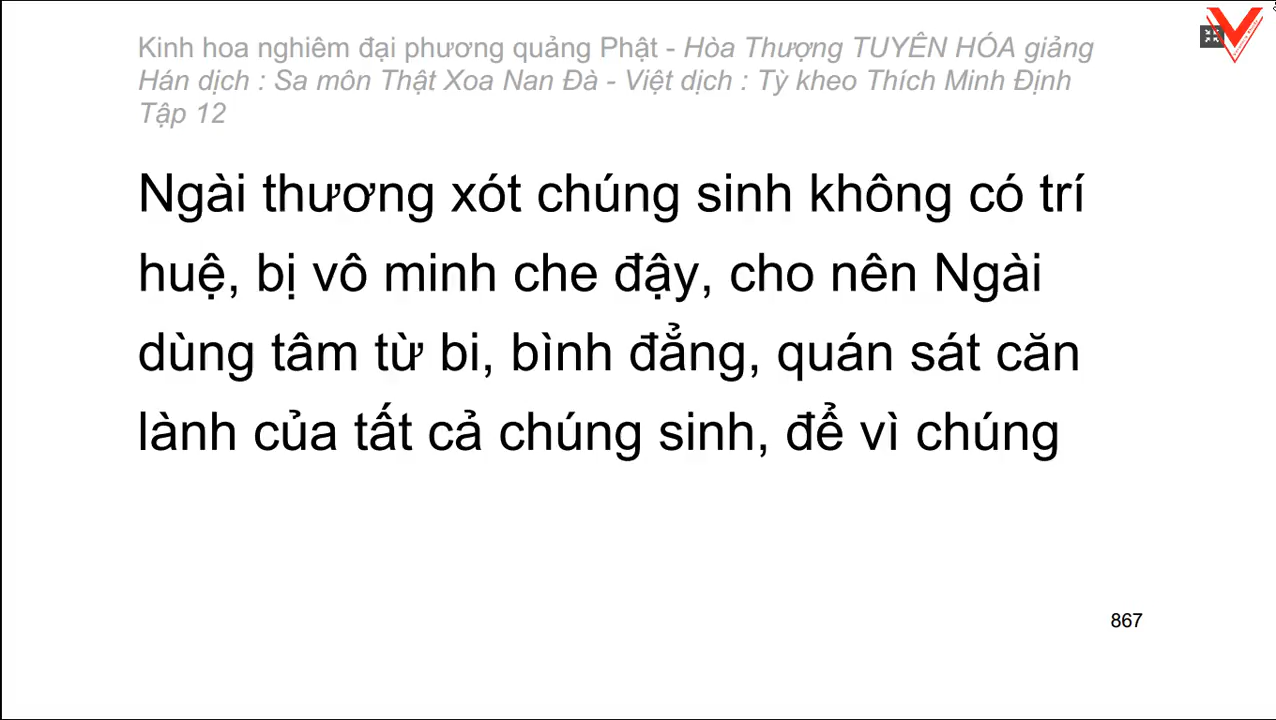 Kinh hoa nghiêm đại phương quảng Phật - Hòa Thượng TUYÊN HÓA giảng
Hán dịch : Sa môn Thật Xoa Nan Đà - Việt dịch : Tỳ kheo Thích Minh Định
Tập 12
Ngài thương xót chúng sinh không có trí
huệ, bị vô minh che đậy, cho nên Ngài
dùng tâm từ bi, bình đẳng, quán sát căn
lành của tất cả chúng sinh, để vì chúng
867